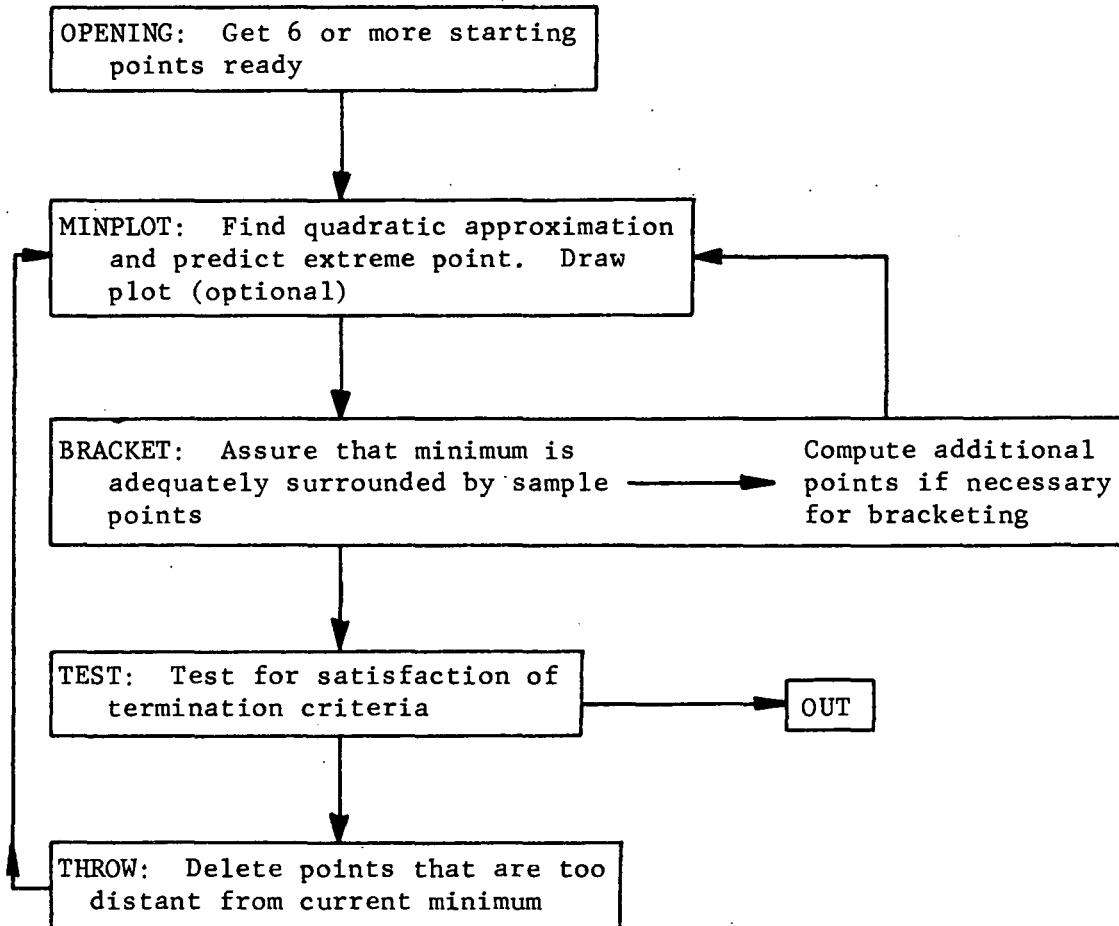 OPENING: Get 6 or more starting
points ready
MINPLOT: Find quadratic approximation
and predict extreme point. Draw
plot (optional)
BRACKET: Assure that minimum is
adequately surrounded by sample
points
Compute additional
points if necessary
for bracketing
TEST: Test for satisfaction of
termination criteria
OUT
THROW: Delete points that are too
distant from current minimum